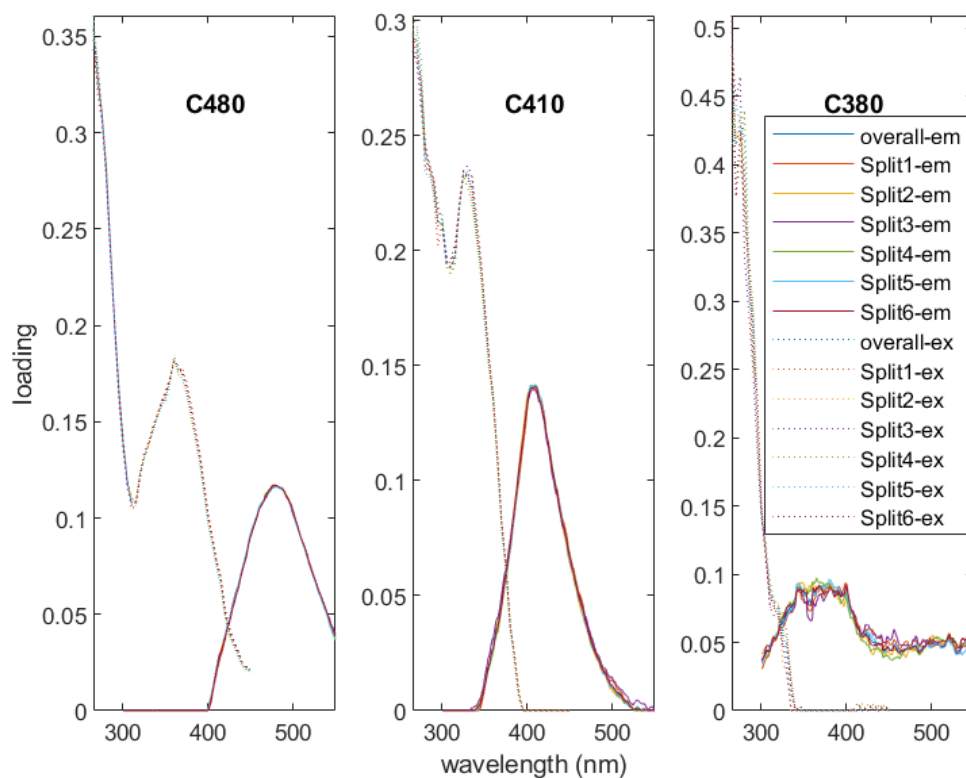 C480
C410
C380
loading
0.35
0.3
0.25
0.2
0.15
0.1
0.05
0
300
400
500
0.3
0.25
0.2
0.15
0.1
0.05
0
300
400
500
0.5
0.45
0.4
0.35
0.3
0.25
0.2
0.15
0.1
0.05
0
300
400
500
overall-em
Split1-em
Split2-em
Split3-em
Split4-em
Split5-em
Split6-em
overall-ex
Split1-ex
Split2-ex
Split3-ex
Split4-ex
Split5-ex
Split6-ex
wavelength (nm)